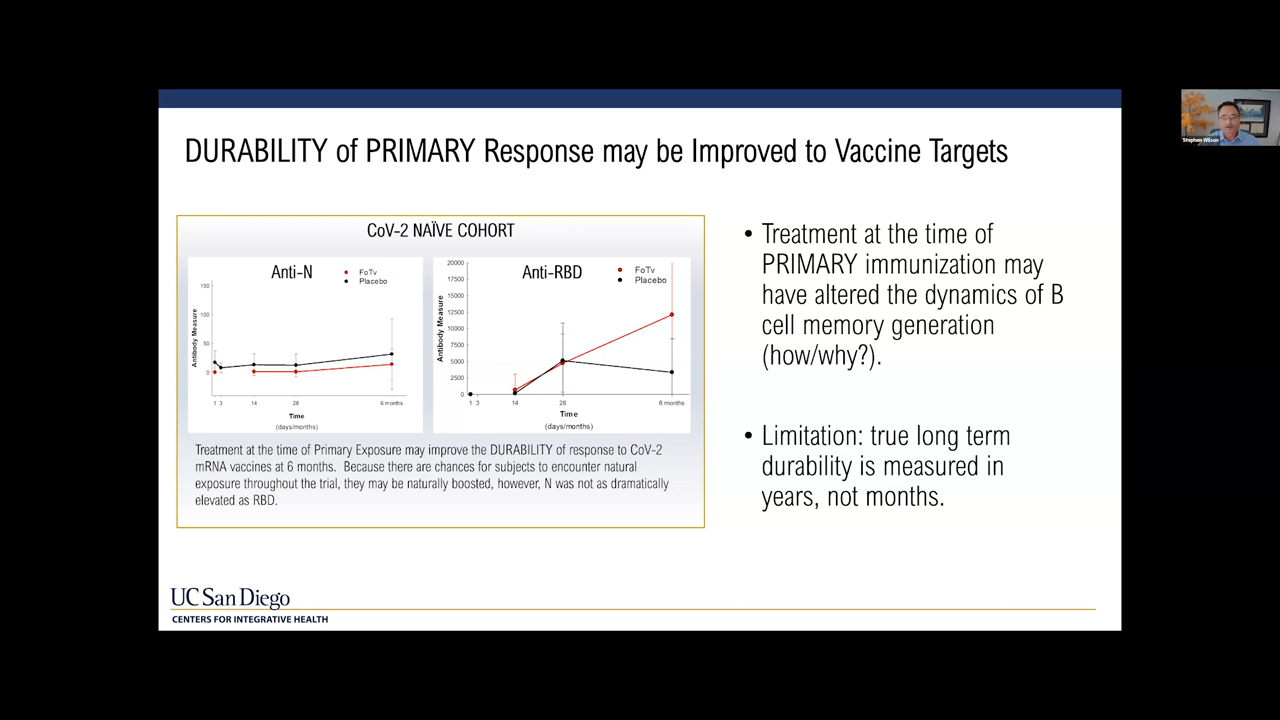 DURABILITY of PRIMARY Response may be Improved to Vaccine Targets
CoV-2 NAÏVE COHORT
Anti-N
FoTv
Placebo
Antibody Measure
150
100
50
0
1 3 14 28 6 months
Time
(days/months)
Anti-RBD
FoTv
Placebo
Antibody Measure
20000
17500
15000
12500
10000
7500
5000
2500
0
1 3 14 28 6 months
Time
(days/months)
Treatment at the time of Primary Exposure may improve the DURABILITY of response to CoV-2
mRNA vaccines at 6 months. Because there are chances for subjects to encounter natural
exposure throughout the trial, they may be naturally boosted, however, N was not as dramatically
elevated as RBD.
• Treatment at the time of
PRIMARY immunization may
have altered the dynamics of B
cell memory generation
(how/why?).
• Limitation: true long term
durability is measured in
years, not months.
UC San Diego
CENTERS FOR INTEGRATIVE HEALTH
Stephen Wilson